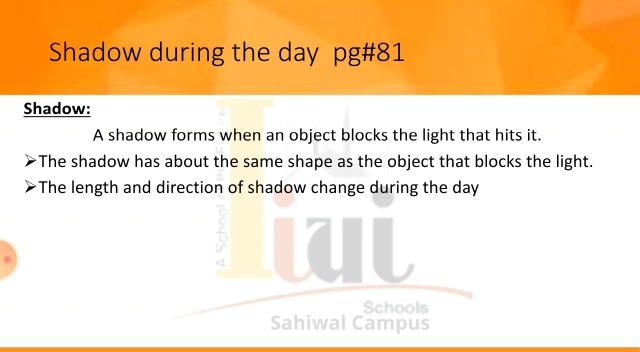 Shadow during the day pg#81
Shadow:
A shadow forms when an object blocks the light that hits it.
➢The shadow has about the same shape as the object that blocks the light.
➢The length and direction of shadow change during the day
Iiui
Schools
Sahiwal Campus